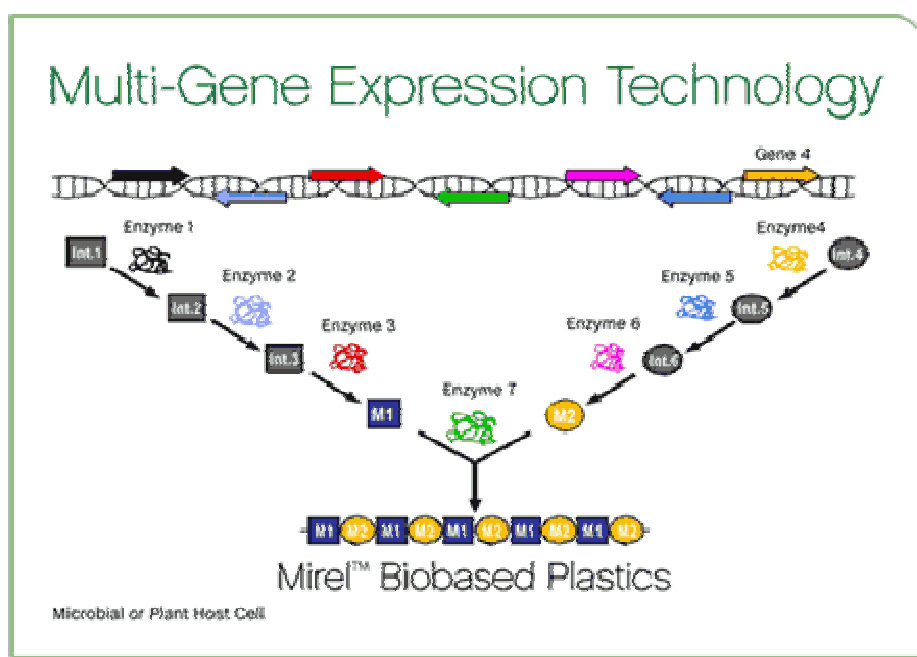 Multi-Gene Expression Technology
Gene 4
Enzyme 1
Enzyme4
Int.1
Int.4
Enzyme 2
Enzyme 5
Int.2
Int.5
Enzyme 3
Enzyme 6
Int.3
Int.6
Enzyme 7
M1
M2
M1 M2 M1 M2 M1 M2 M1 M2 M1 M2
Mirel™ Biobased Plastics
Microbial or Plant Host Cell